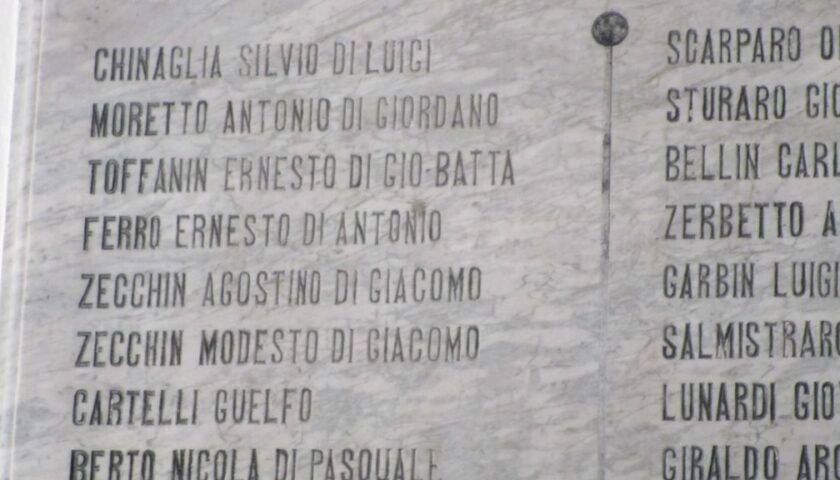 CHINAGLIA SILVIO DI LUIGI
MORETTO ANTONIO DI GIORDANO
TOFFANIN ERNESTO DI GIO-BATTA
FERRO ERNESTO DI ANTONIO
ZECCHIN AGOSTINO DI GIACOMO
ZECCHIN MODESTO DI GIACOMO
CARTELLI GUELFO
BERTO NICOLA DI PASQUALE
SCARPARO
STURARO
BELLIN
ZERBETTO
GARBIN LUIGI
SALMISTRARO
LUNARDI
GIRALDO